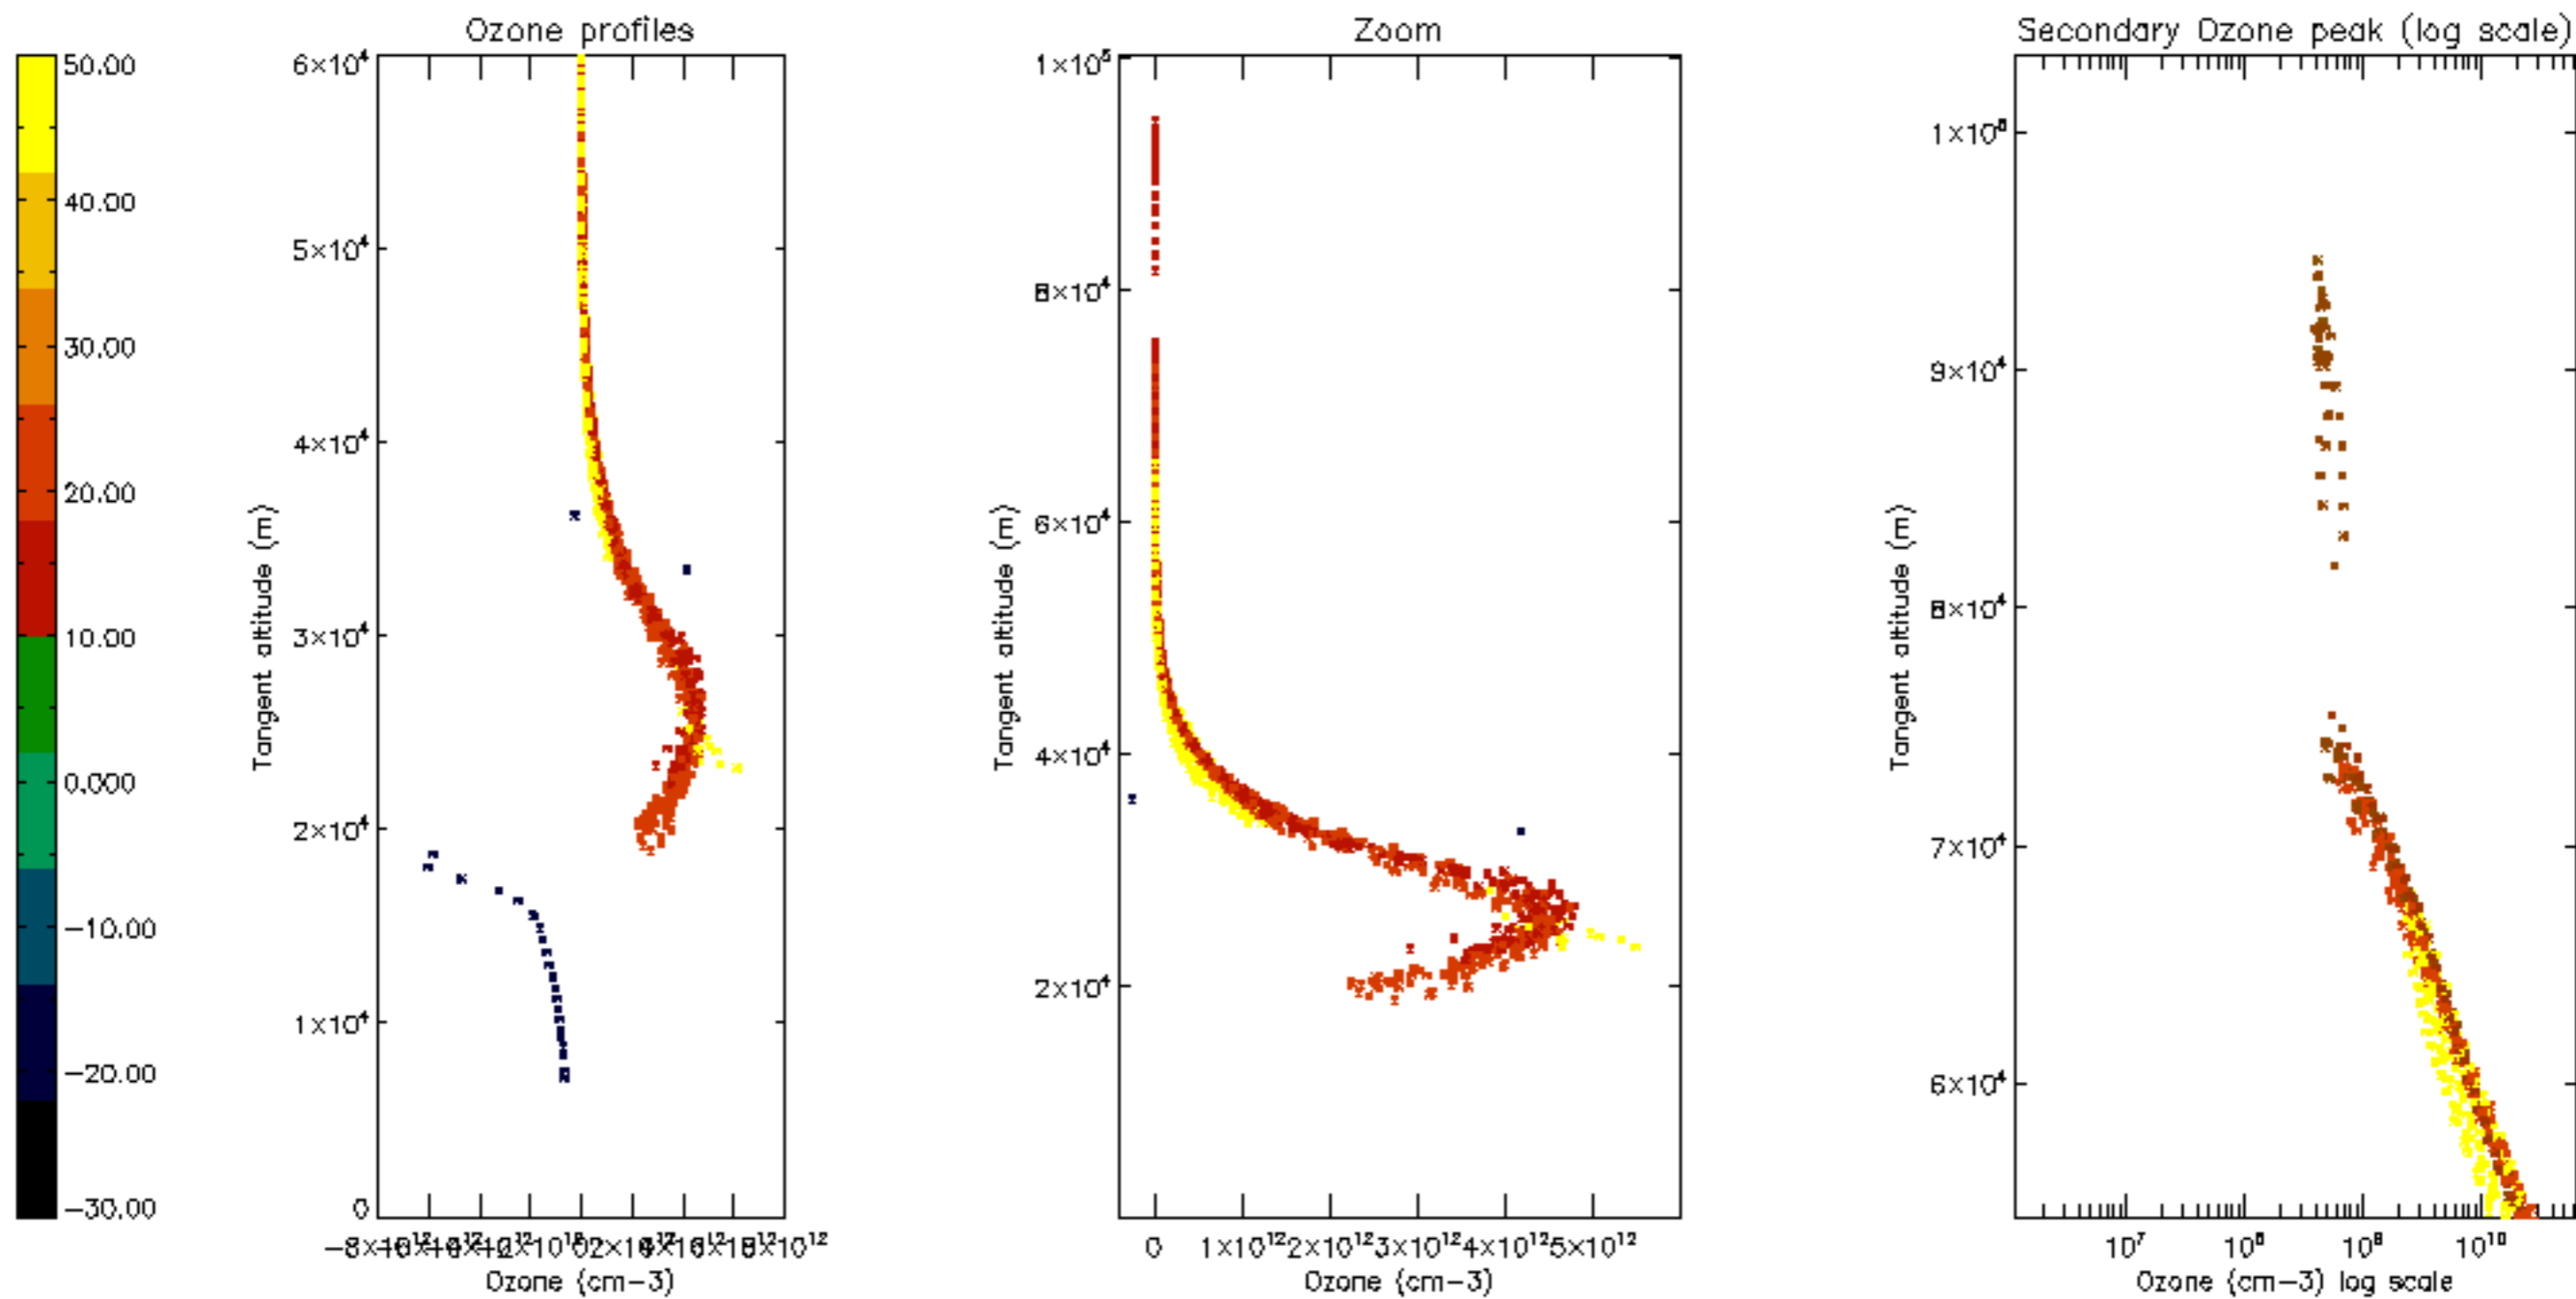 Ozone profiles
Zoom
Secondary Ozone peak (log scale)
50.00
40.00
30.00
20.00
10.00
0.000
-10.00
-20.00
-30.00
6×10⁴
5×10⁴
4×10⁴
3×10⁴
2×10⁴
1×10⁴
0
Tangent altitude (m)
Ozone (cm-3)
1×10⁵
8×10⁴
6×10⁴
4×10⁴
2×10⁴
Tangent altitude (m)
0 1×10¹² 2×10¹² 3×10¹² 4×10¹² 5×10¹²
Ozone (cm-3)
9×10⁴
8×10⁴
7×10⁴
6×10⁴
Tangent altitude (m)
10⁷ 10⁸ 10⁹ 10¹⁰
Ozone (cm-3) log scale